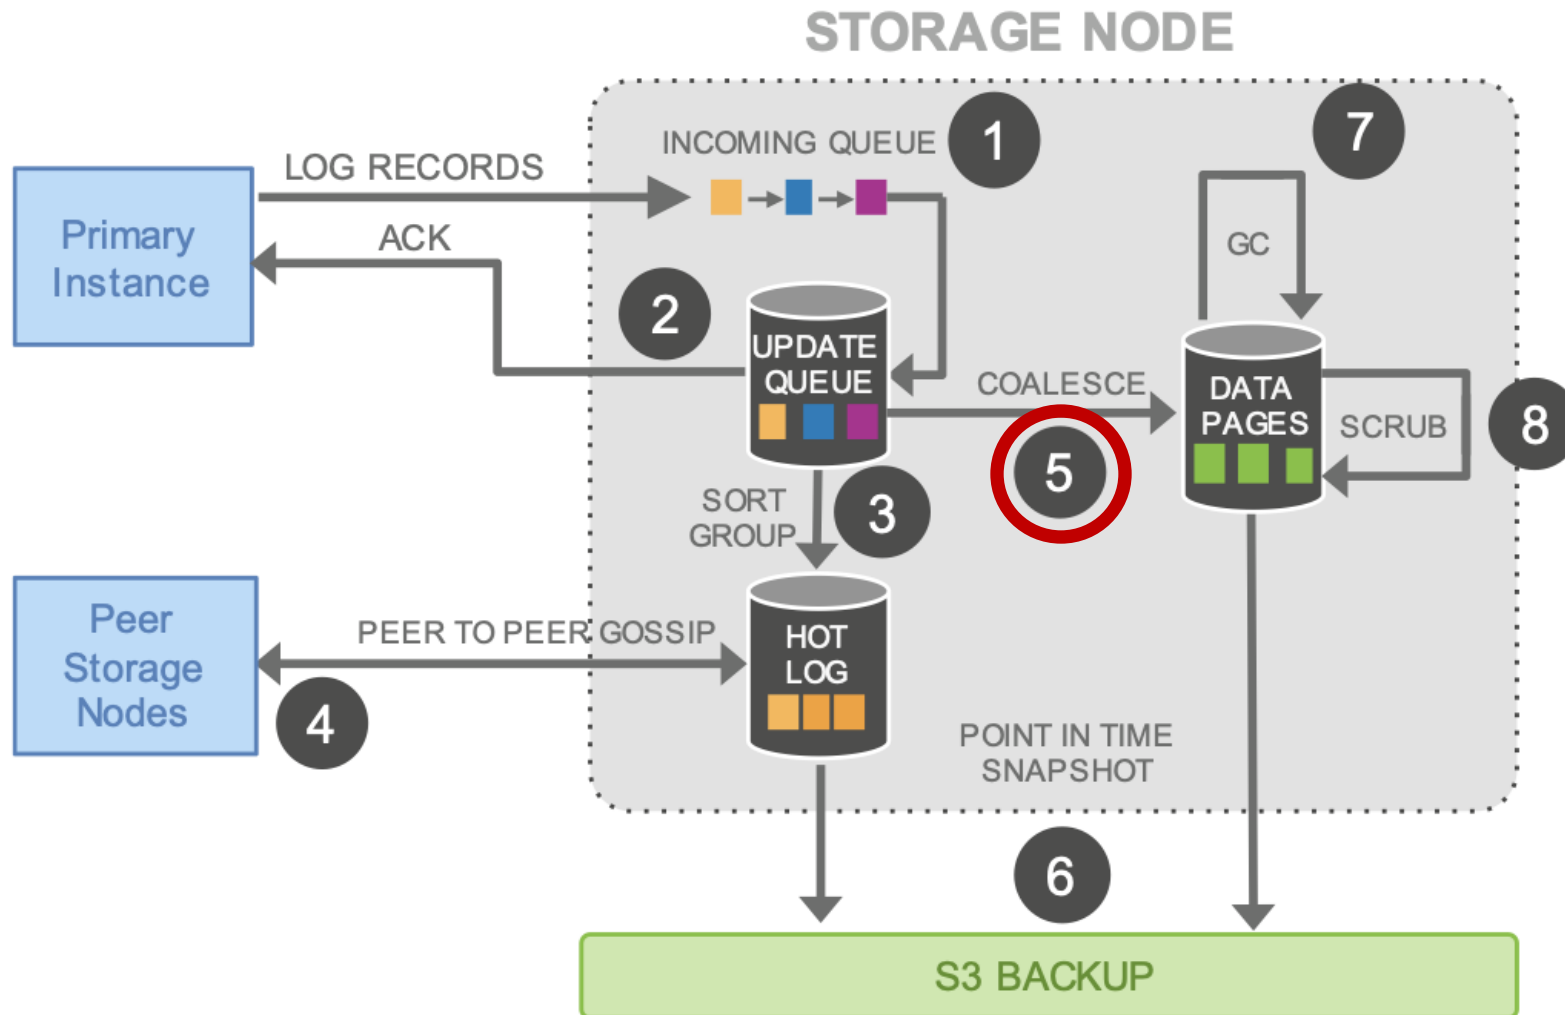 STORAGE NODE
INCOMING QUEUE
1
7
LOG RECORDS
Primary
Instance
ACK
GC
2
UPDATE
QUEUE
COALESCE
5
DATA
PAGES
SCRUB
8
SORT
GROUP
3
Peer
Storage
Nodes
PEER TO PEER GOSSIP
4
HOT
LOG
POINT IN TIME
SNAPSHOT
6
S3 BACKUP